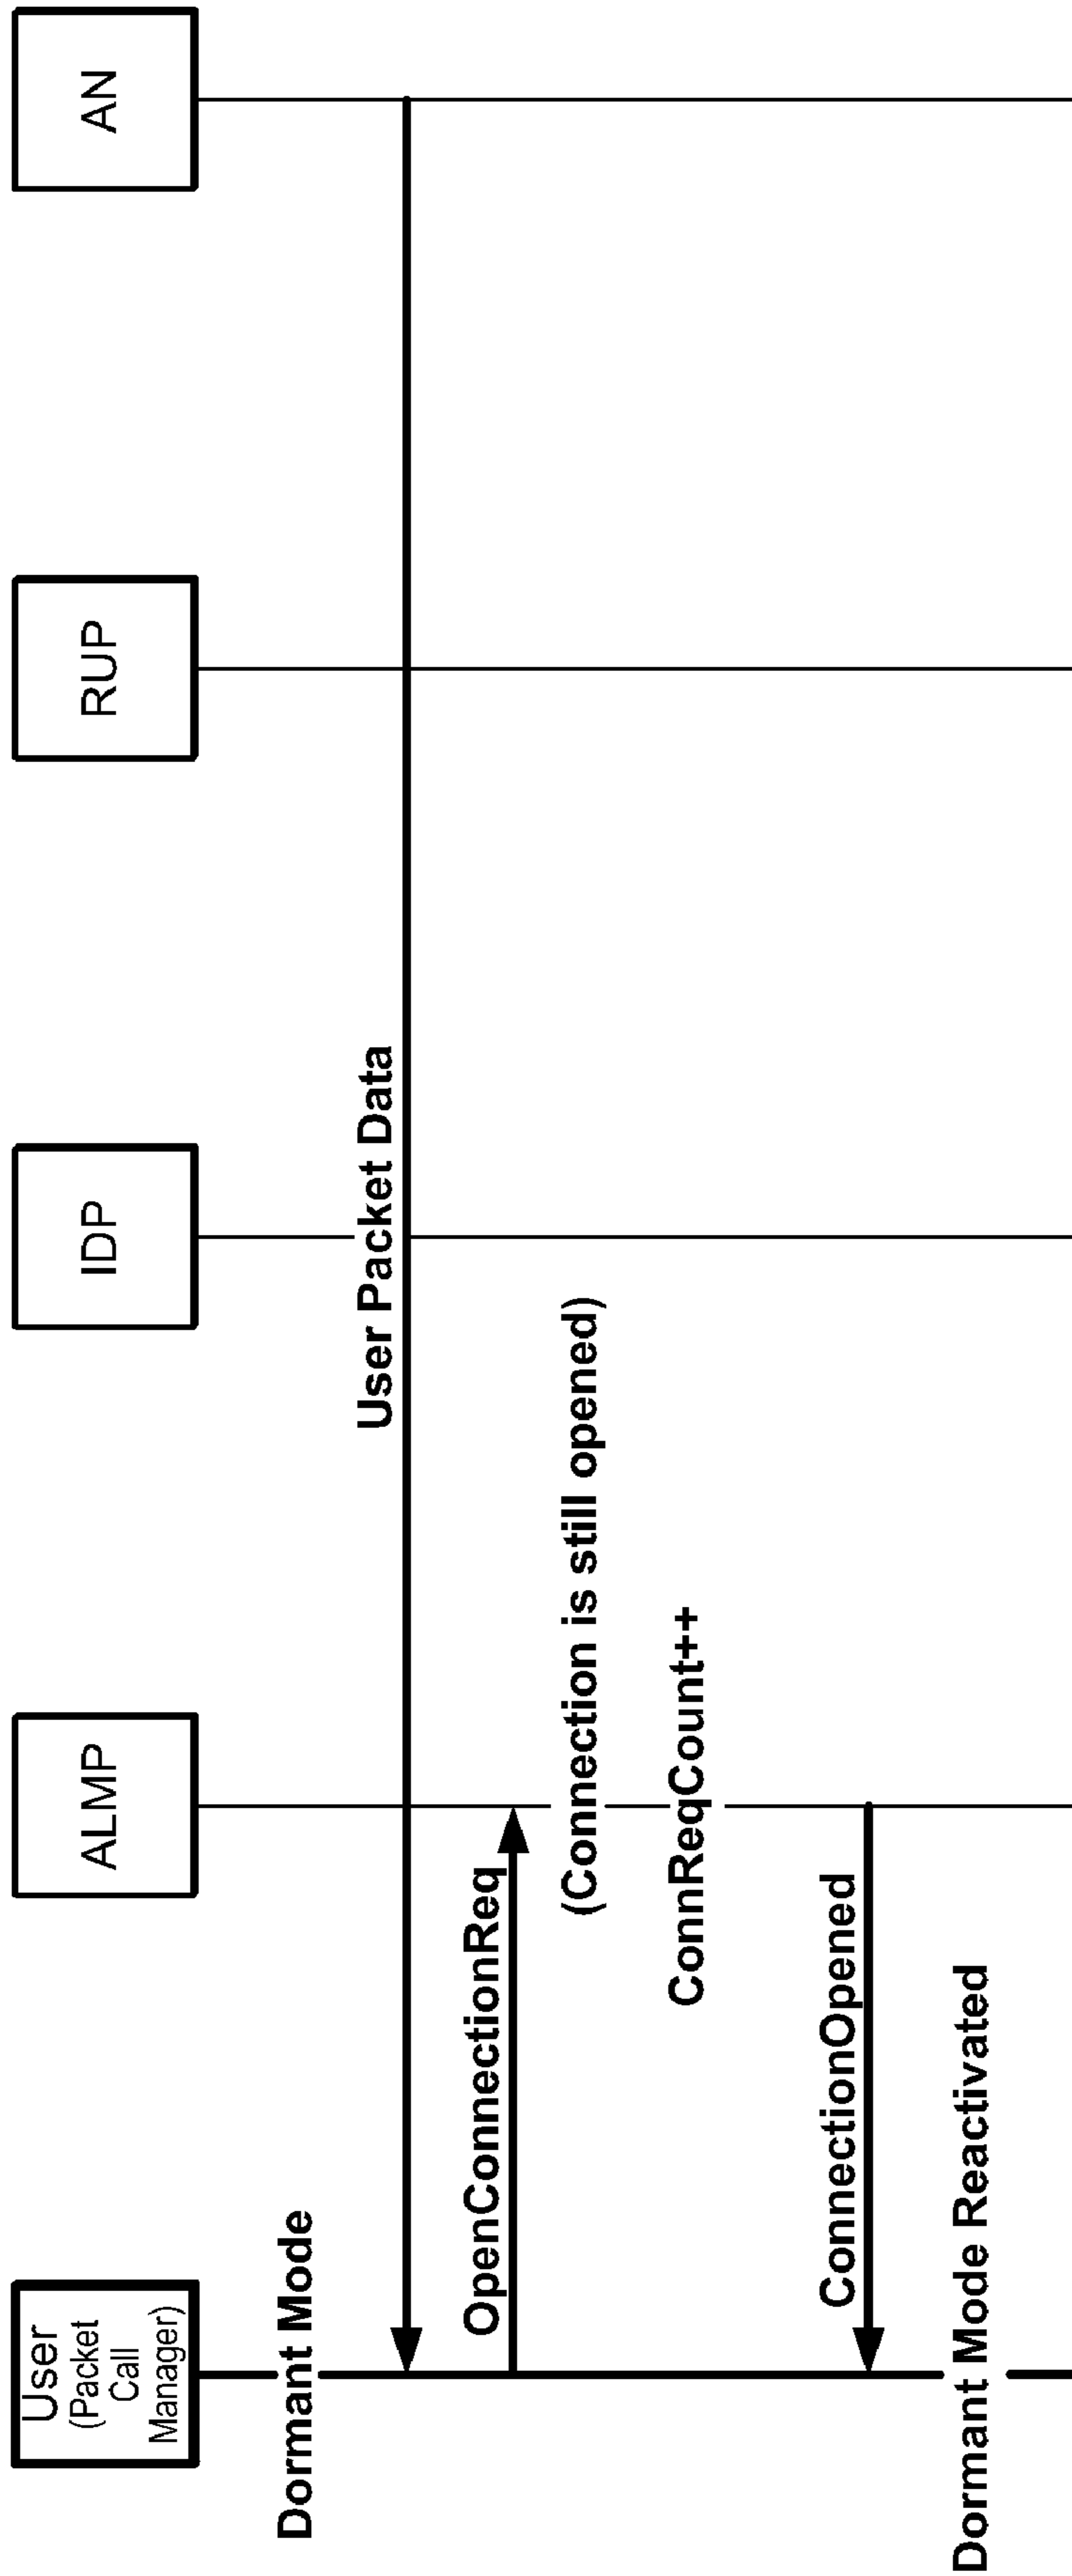 User
(Packet
Call
Manager)
ALMP
IDP
RUP
AN
Dormant Mode
User Packet Data
OpenConnectionReq
(Connection is still opened)
ConnReqCount++
ConnectionOpened
Dormant Mode Reactivated